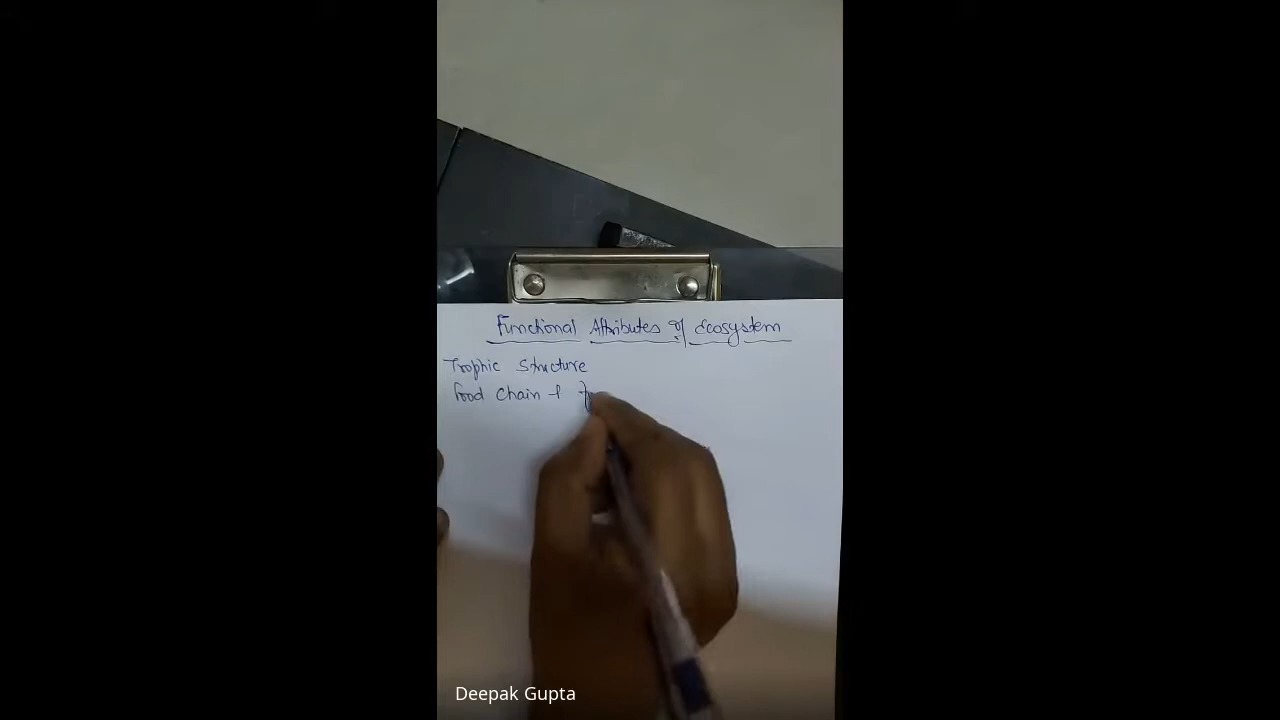 Functional Attributes of Ecosystem
Trophic Structure
Food Chain &
Deepak Gupta